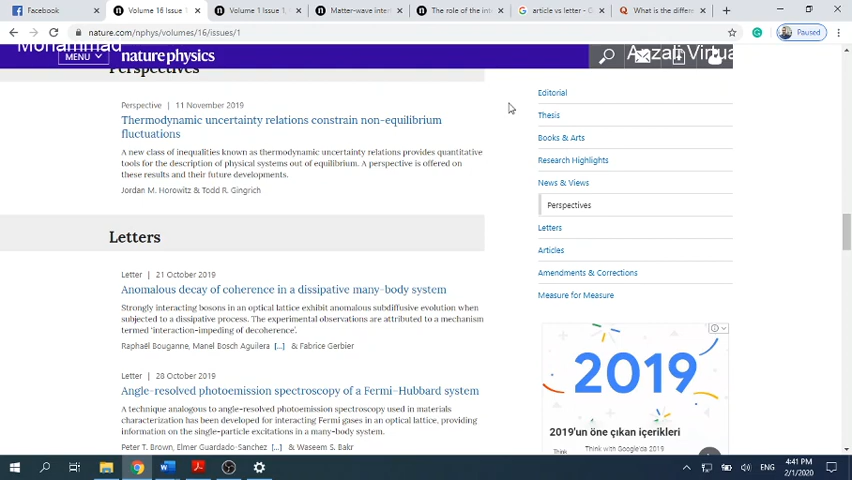 Facebook
Volume 16 Issue 1
Volume 1 Issue 1,
Matter-wave inter
The role of the int
article vs letter - G
What is the differe
nature.com/nphys/volumes/16/issues/1
Paused
Mohammad
MENU
nature physics
Perspectives
Perspective | 11 November 2019
Thermodynamic uncertainty relations constrain non-equilibrium
fluctuations
A new class of inequalities known as thermodynamic uncertainty relations provides quantitative
tools for the description of physical systems out of equilibrium. A perspective is offered on
these results and their future developments.
Jordan M. Horowitz & Todd R. Gingrich
Letters
Letter | 21 October 2019
Anomalous decay of coherence in a dissipative many-body system
Strongly interacting bosons in an optical lattice exhibit anomalous subdiffusive evolution when
subjected to a dissipative process. The experimental observations are attributed to a mechanism
termed ‘interaction-impeding of decoherence’.
Raphaël Bouganne, Manel Bosch Aguilera [...] & Fabrice Gerbier
Letter | 28 October 2019
Angle-resolved photoemission spectroscopy of a Fermi–Hubbard system
A technique analogous to angle-resolved photoemission spectroscopy used in materials
characterization has been developed for interacting Fermi gases in an optical lattice, providing
information on the single-particle excitations in a many-body system.
Peter T. Brown, Elmer Guardado-Sanchez [...] & Waseem S. Bakr
Editorial
Thesis
Books & Arts
Research Highlights
News & Views
Perspectives
Letters
Articles
Amendments & Corrections
Measure for Measure
2019
2019'un öne çıkan içerikleri
Think
Think with Google'da 2019
ENG
4:41 PM
2/1/2020